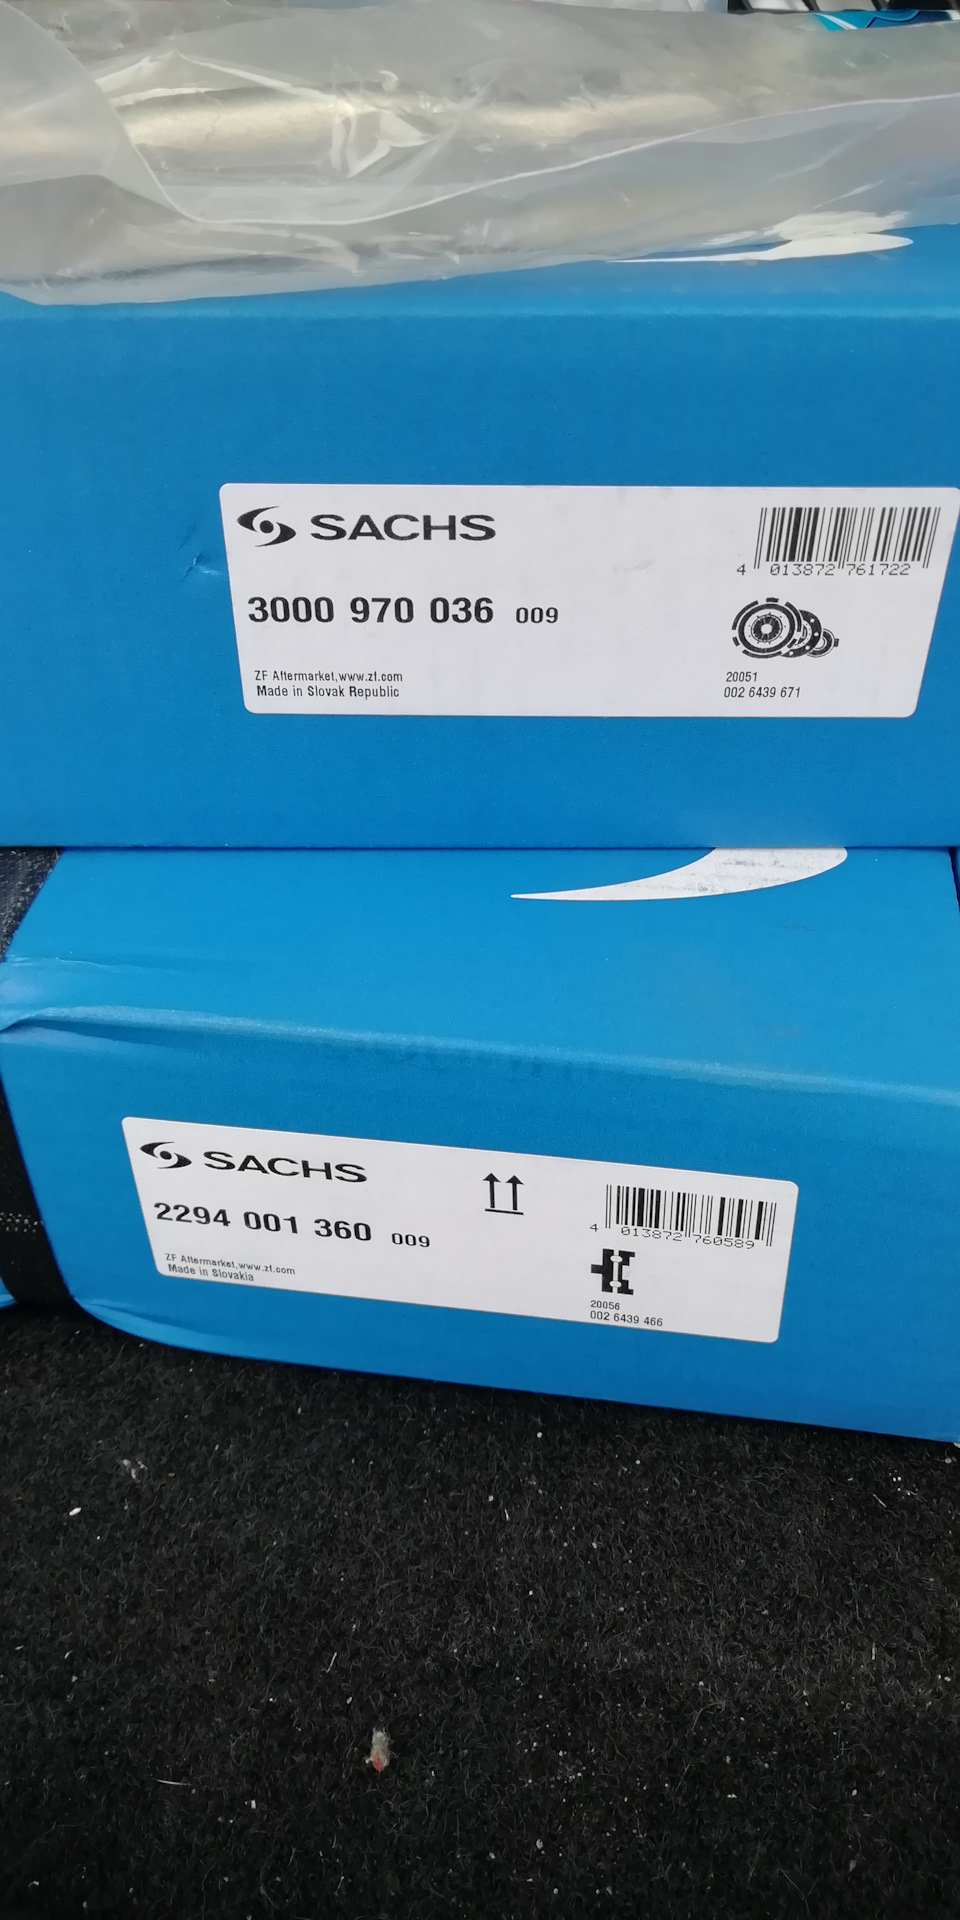 SACHS
4 013872 761722
3000 970 036 009
ZF Aftermarket,www.zf.com
Made in Slovak Republic
20051
002 6439 671
SACHS
4 013872 760589
2294 001 360 009
ZF Aftermarket,www.zf.com
Made in Slovakia
20056
002 6439 466